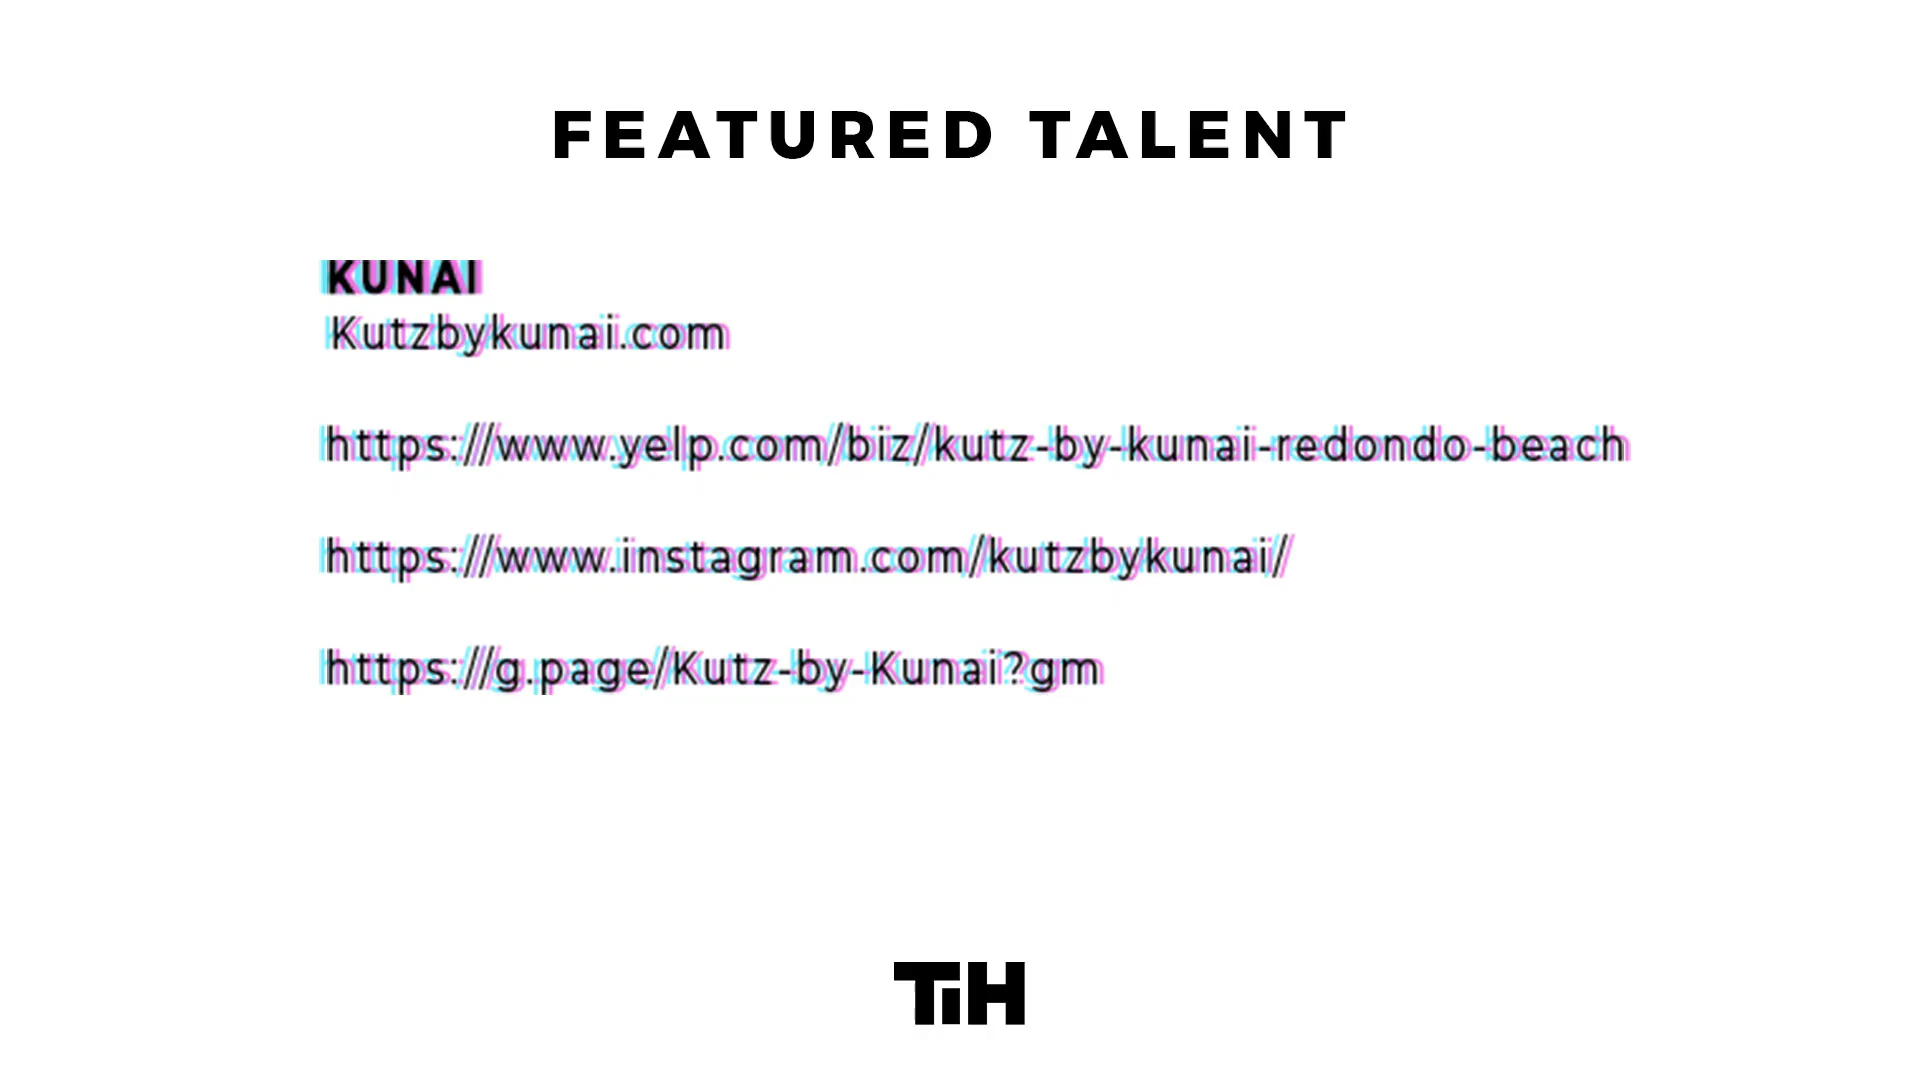 FEATURED TALENT
KUNAI
Kutzbykunai.com
https:///www.yelp.com/biz/kutz-by-kunai-redondo-beach
https:///www.instagram.com/kutzbykunai/
https:///g.page/Kutz-by-Kunai?gm
TiH